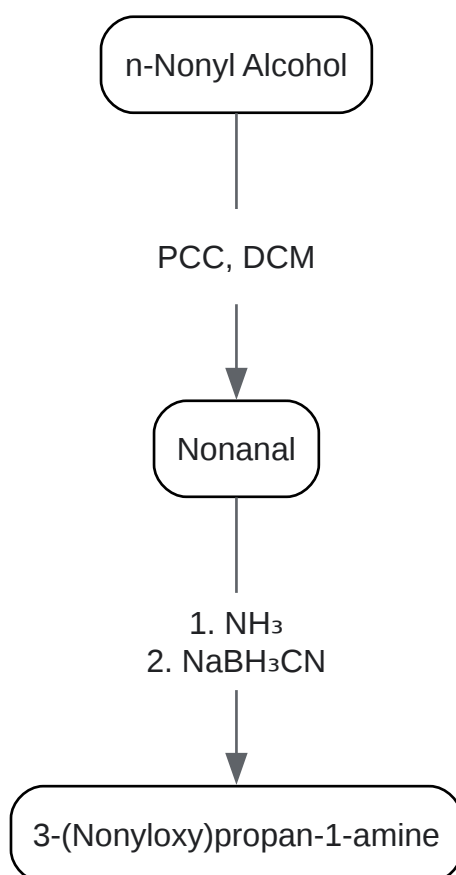 n-Nonyl Alcohol
PCC, DCM
Nonanal
1. NH₃
2. NaBH₃CN
3-(Nonyloxy)propan-1-amine